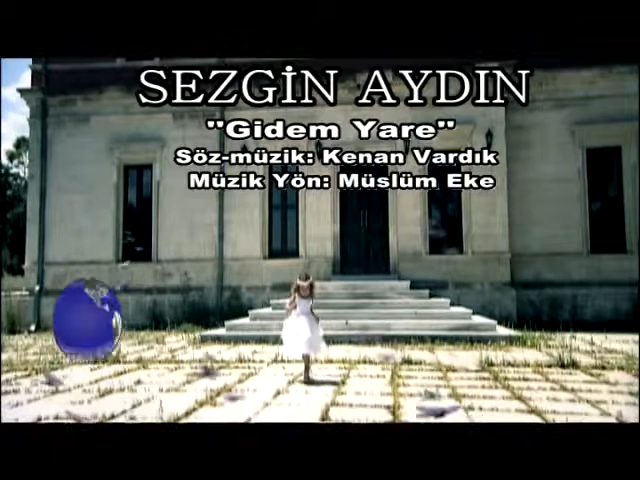 SEZGİN AYDIN
"Gidem Yare"
Söz-müzik: Kenan Vardık
Müzik Yön: Müslüm Eke